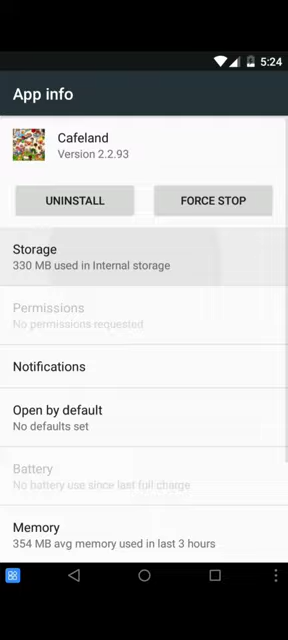 5:24
App info
Cafeland
Version 2.2.93
UNINSTALL
FORCE STOP
Storage
330 MB used in Internal storage
Permissions
No permissions requested
Notifications
Open by default
No defaults set
Battery
No battery use since last full charge
Memory
354 MB avg memory used in last 3 hours